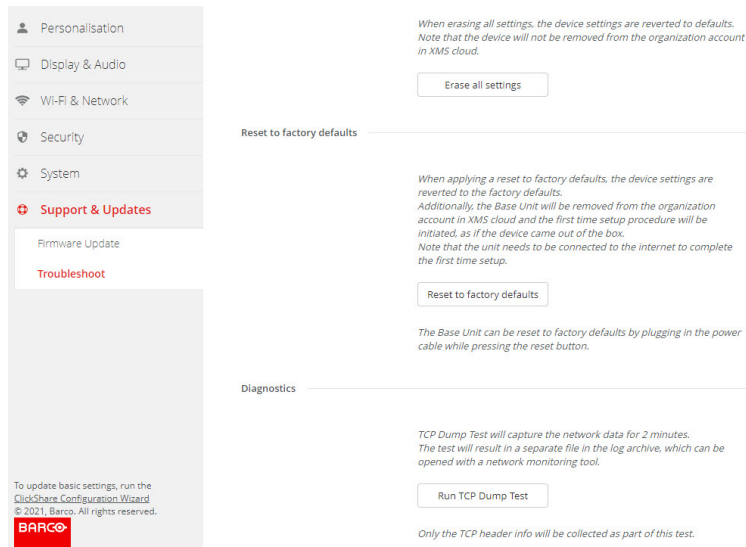 Personalisation
Display & Audio
Wi-Fi & Network
Security
System
Support & Updates
Firmware Update
Troubleshoot
To update basic settings, run the
ClickShare Configuration Wizard
© 2021, Barco. All rights reserved.
BARCO
When erasing all settings, the device settings are reverted to defaults.
Note that the device will not be removed from the organization account
in XMS cloud.
Erase all settings
Reset to factory defaults
When applying a reset to factory defaults, the device settings are
reverted to the factory defaults.
Additionally, the Base Unit will be removed from the organization
account in XMS cloud and the first time setup procedure will be
initiated, as if the device came out of the box.
Note that the unit needs to be connected to the internet to complete
the first time setup.
Reset to factory defaults
The Base Unit can be reset to factory defaults by plugging in the power
cable while pressing the reset button.
Diagnostics
TCP Dump Test will capture the network data for 2 minutes.
The test will result in a separate file in the log archive, which can be
opened with a network monitoring tool.
Run TCP Dump Test
Only the TCP header info will be collected as part of this test.